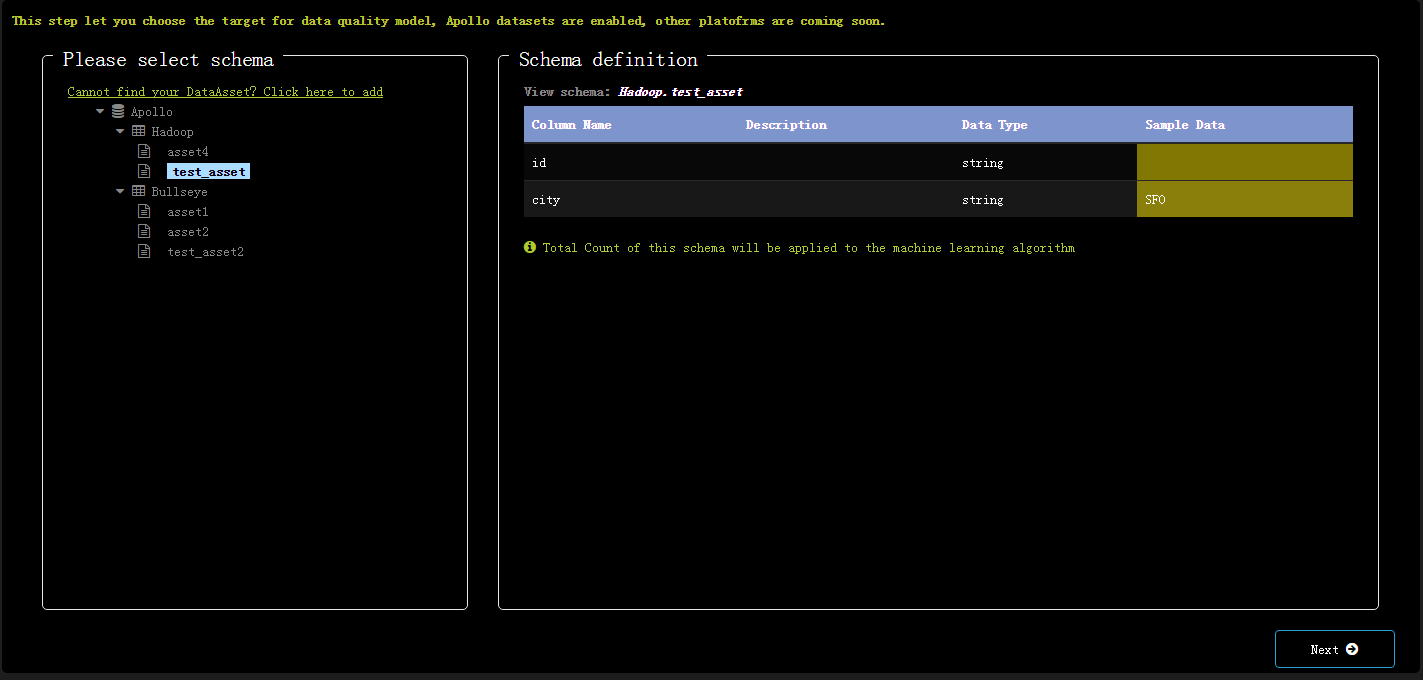 This step let you choose the target for data quality model, Apollo datasets are enabled, other platofrms are coming soon.
Please select schema
Cannot find your DataAsset? Click here to add
Apollo
Hadoop
asset4
test_asset
Bullseye
asset1
asset2
test_asset2
Schema definition
View schema: Hadoop.test_asset
Column Name Description Data Type Sample Data
id string
city string SFO
Total Count of this schema will be applied to the machine learning algorithm
Next